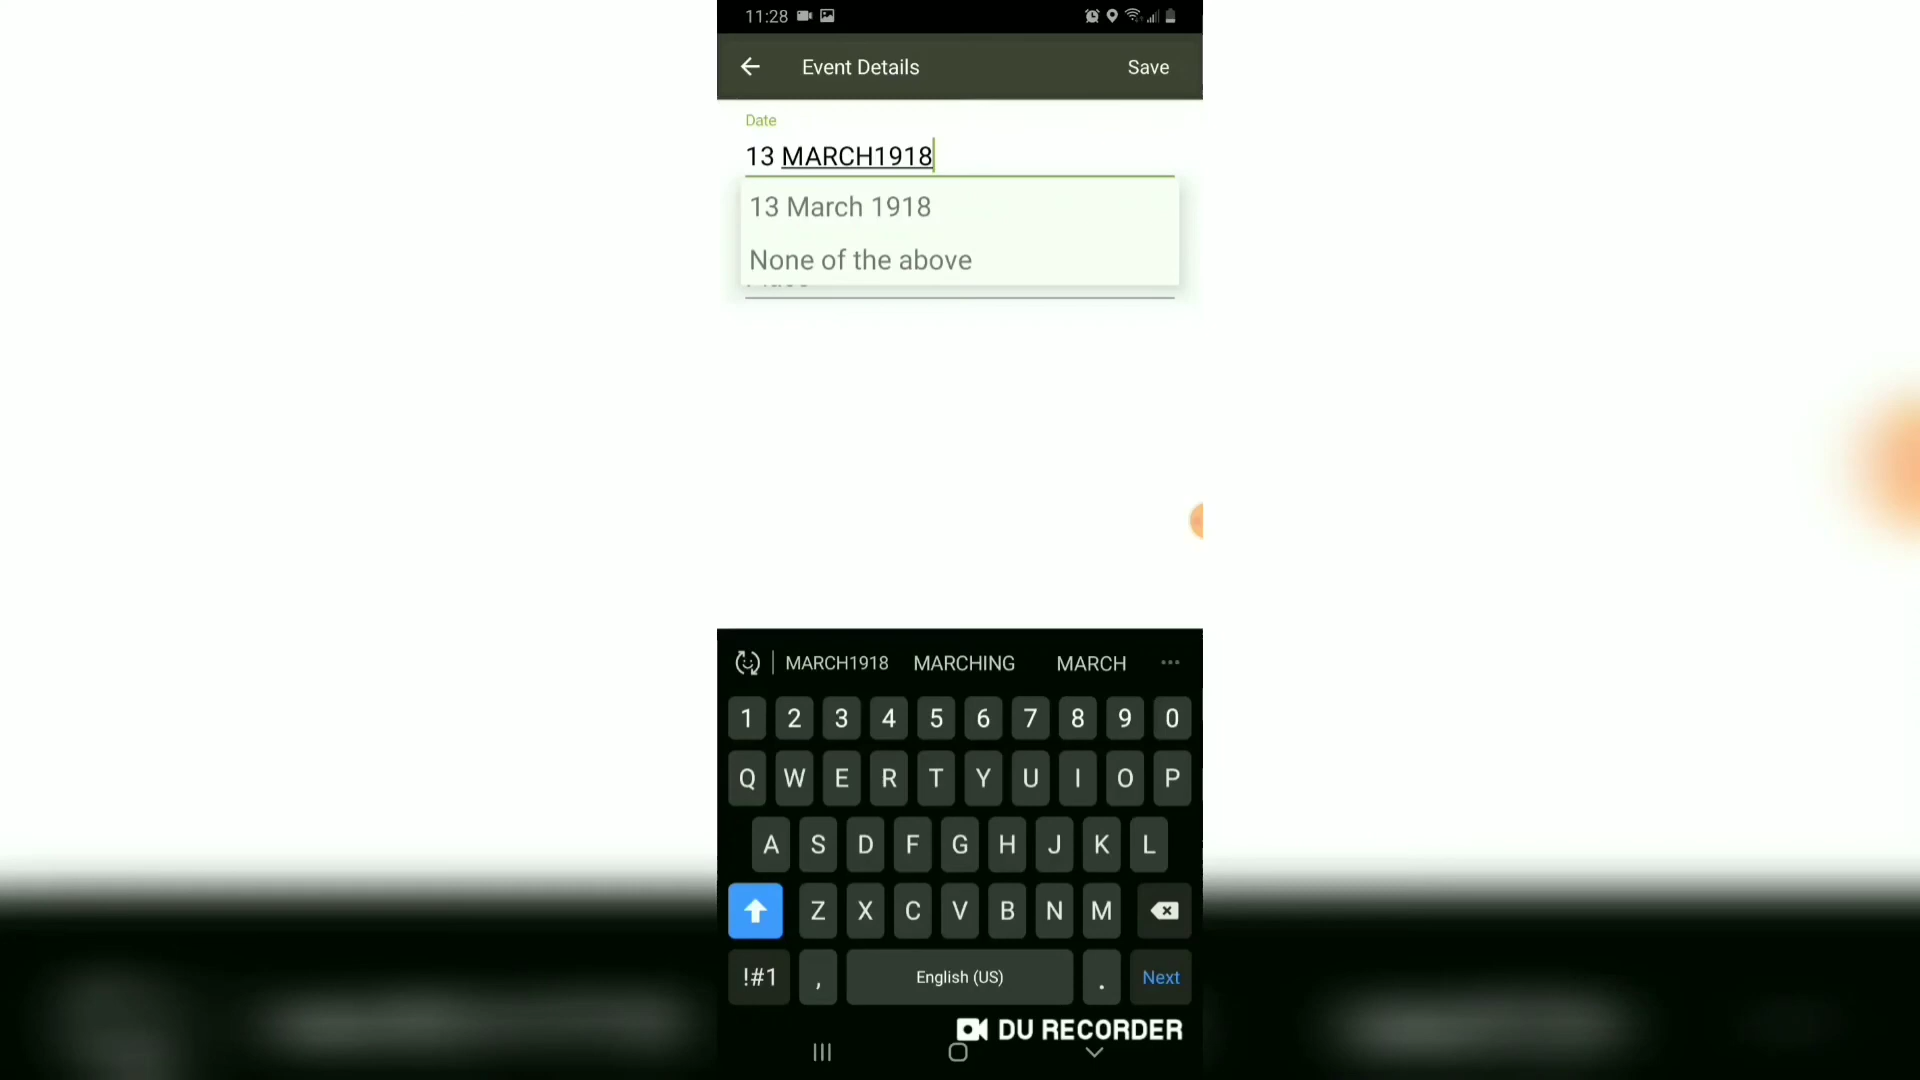 11:28
Event Details Save
Date
13 MARCH1918
13 March 1918
None of the above
MARCH1918 MARCHING MARCH ...
1 2 3 4 5 6 7 8 9 0
Q W E R T Y U I O P
A S D F G H J K L
Z X C V B N M
!#1 , English (US) . Next
DU RECORDER